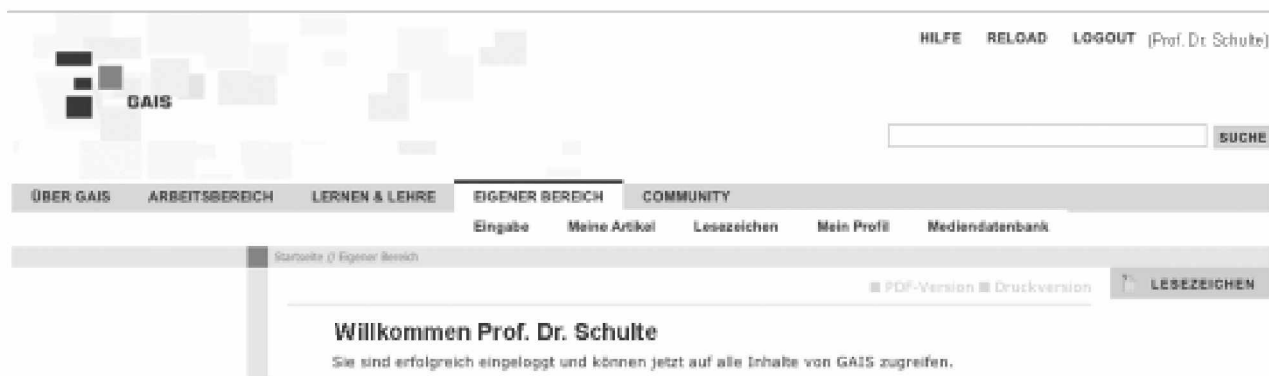 HILFE RELOAD LOGOUT (Prof. Dr. Schulte)
GAIS
SUCHE
ÜBER GAIS ARBEITSBEREICH LERNEN & LEHRE EIGENER BEREICH COMMUNITY
Eingabe Meine Artikel Lesezeichen Mein Profil Mediendatenbank
Startseite // Eigener Bereich
PDF-Version Druckversion LESEZEICHEN
Willkommen Prof. Dr. Schulte
Sie sind erfolgreich eingeloggt und können jetzt auf alle Inhalte von GAIS zugreifen.